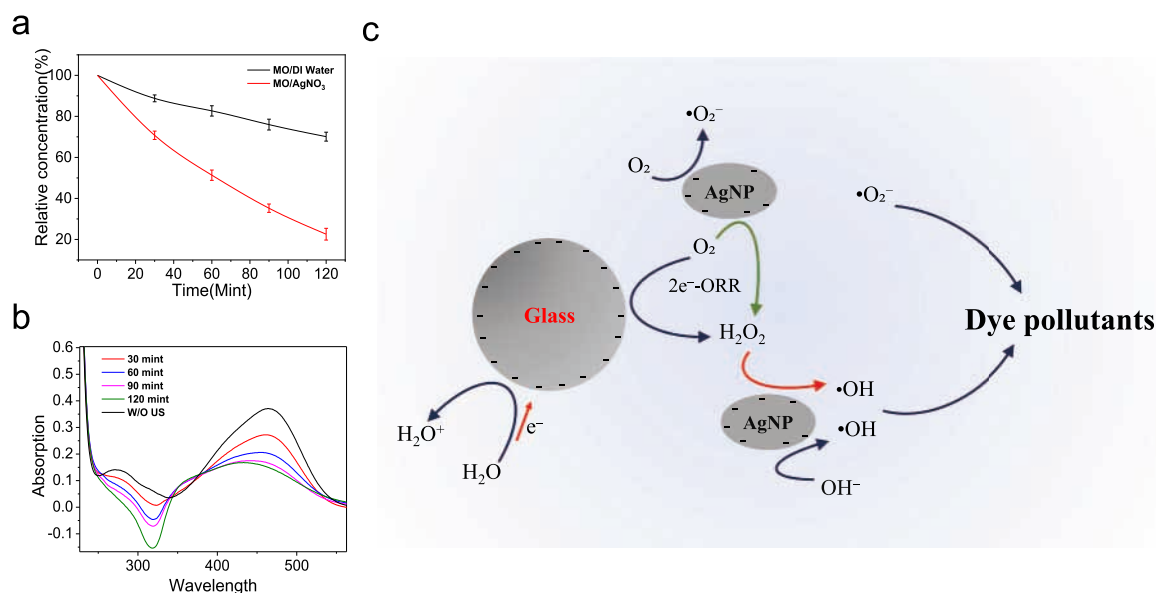 a
MO/DI Water
MO/AgNO₃
Relative concentration(%)
100
80
60
40
20
0 20 40 60 80 100 120
Time(Mint)
b
30 mint
60 mint
90 mint
120 mint
W/O US
Absorption
0.6
0.5
0.4
0.3
0.2
0.1
0.0
-0.1
300 400 500
Wavelength
c
•O₂⁻
O₂
AgNP
•O₂⁻
O₂
2e⁻-ORR
Glass
H₂O₂
Dye pollutants
•OH
AgNP
•OH
e⁻
H₂O⁺
H₂O
OH⁻